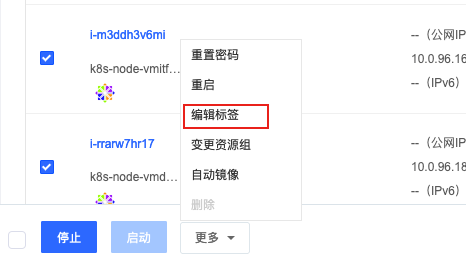 i-m3ddh3v6mi
k8s-node-vmitf...
-- （公网IP
10.0.96.16
-- （IPv6）
i-rrarw7hr17
k8s-node-vmd...
-- （公网IP
10.0.96.18
-- （IPv6）
重置密码
重启
编辑标签
变更资源组
自动镜像
删除
停止
启动
更多